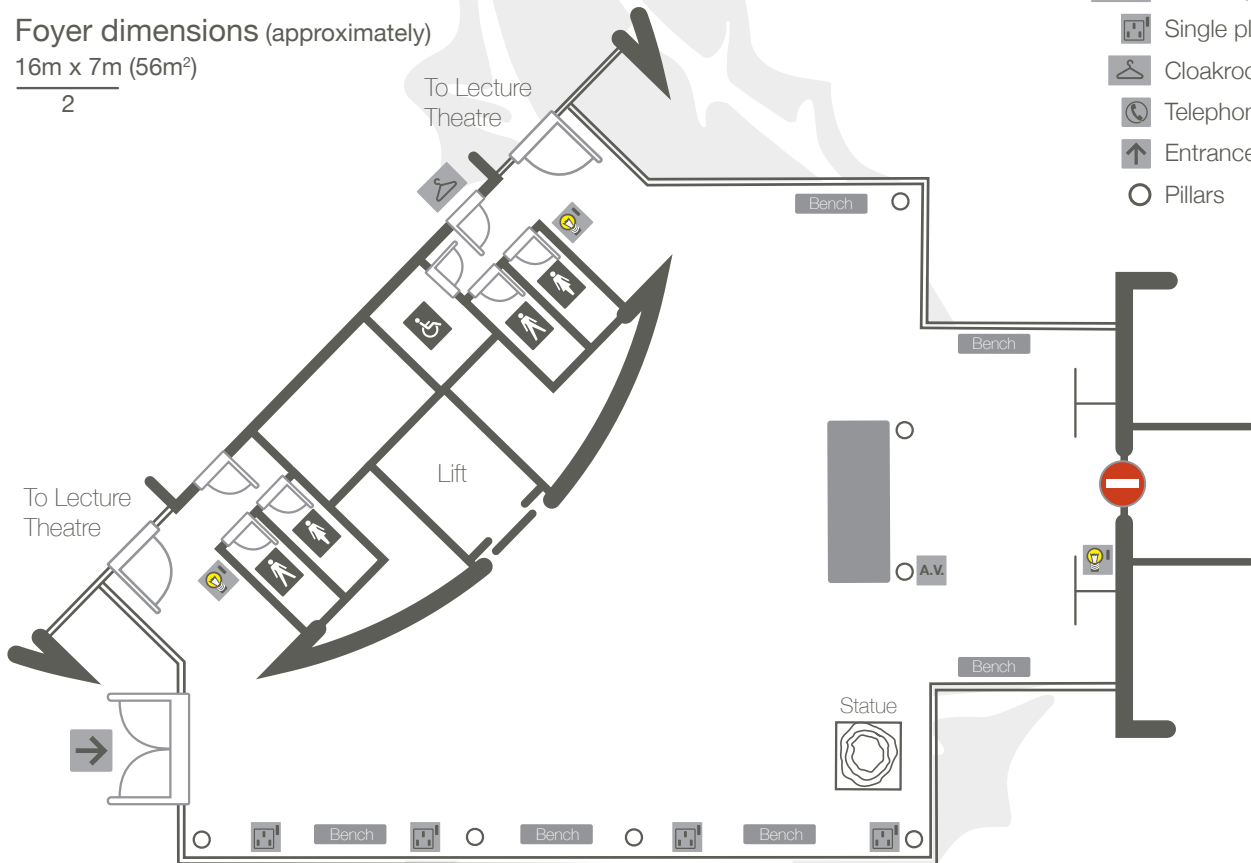 Foyer dimensions (approximately)
16m x 7m (56m²)
2
To Lecture
Theatre
Single pl
Cloakroo
Telephon
Entrance
Pillars
Bench
Bench
Lift
To Lecture
Theatre
A.V.
Bench
Statue
Bench
Bench
Bench